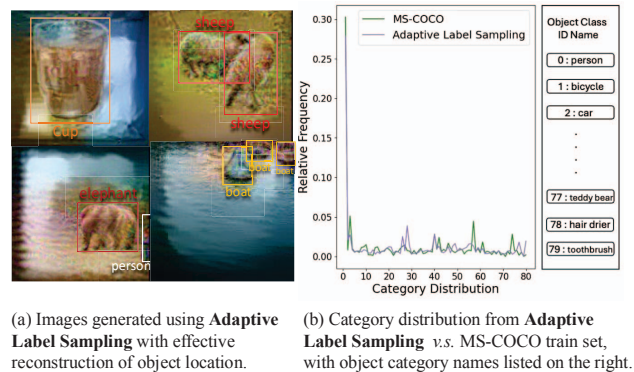 cup
sheep
sheep
elephant
person
boat
boat
boat
MS-COCO
Adaptive Label Sampling
Relative Frequency
0.30
0.25
0.20
0.15
0.10
0.05
0.00
0 10 20 30 40 50 60 70 80
Category Distribution
Object Class
ID Name
0 : person
1 : bicycle
2 : car
77 : teddy bear
78 : hair drier
79 : toothbrush
(a) Images generated using Adaptive
Label Sampling with effective
reconstruction of object location.
(b) Category distribution from Adaptive
Label Sampling v.s. MS-COCO train set,
with object category names listed on the right.